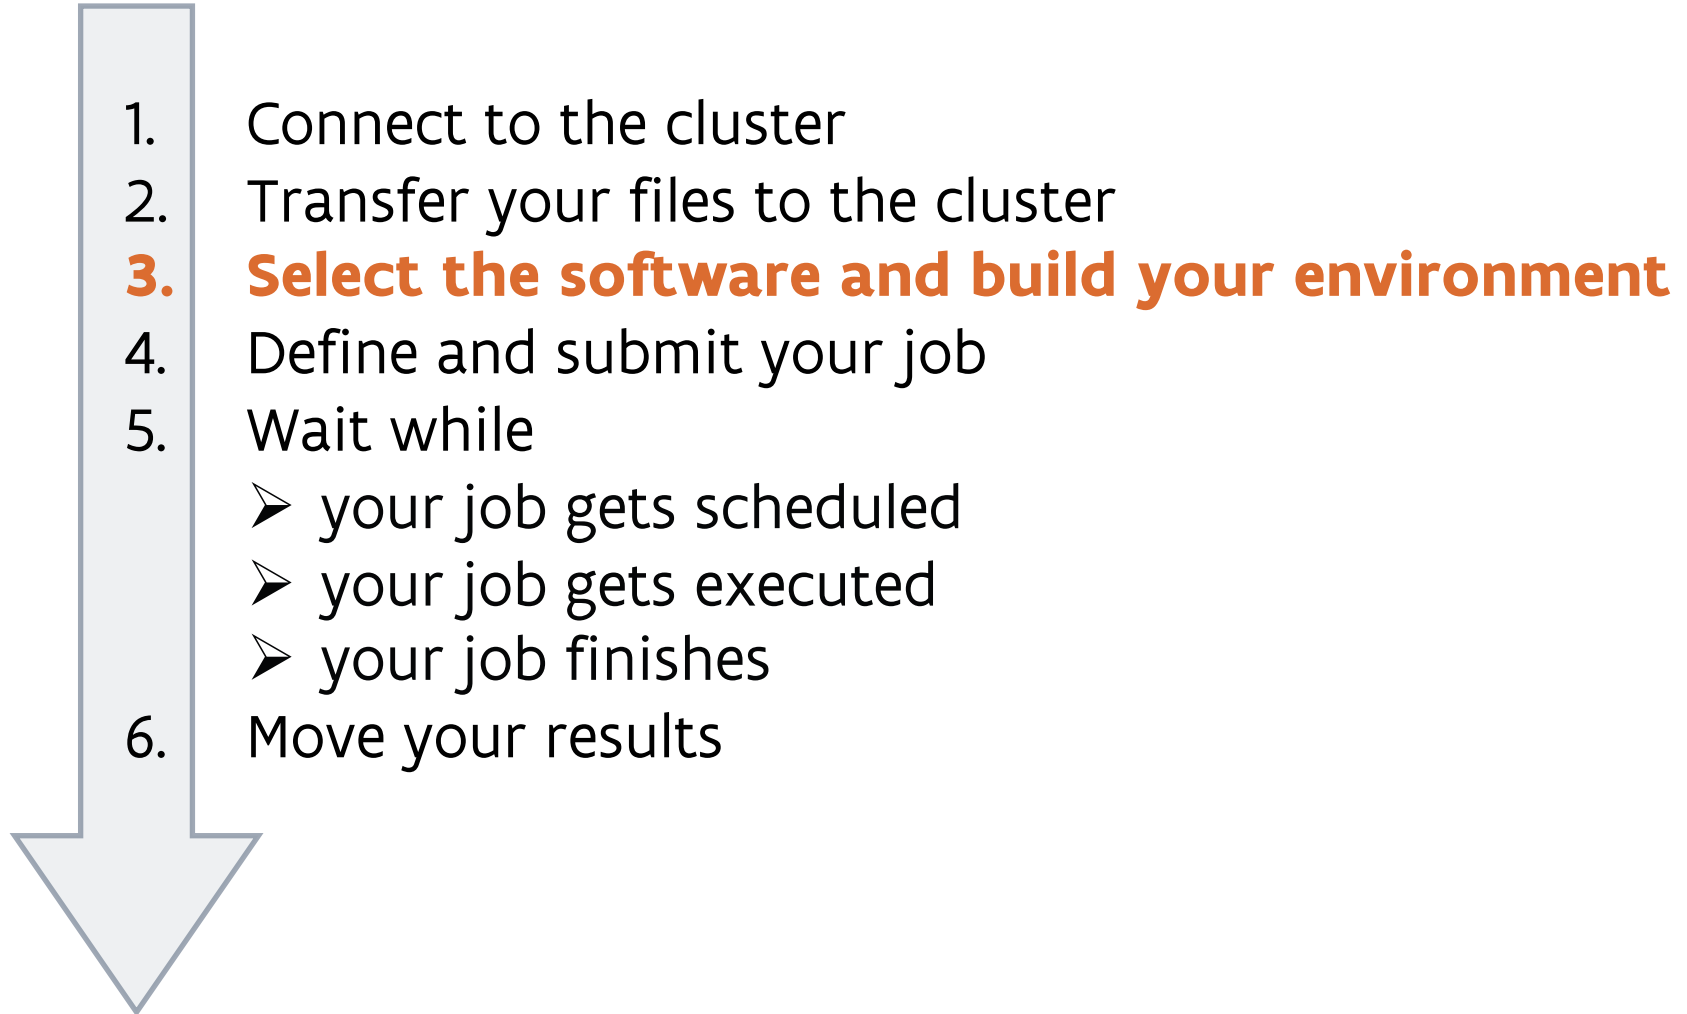 1. Connect to the cluster
2. Transfer your files to the cluster
3. Select the software and build your environment
4. Define and submit your job
5. Wait while
➢ your job gets scheduled
➢ your job gets executed
➢ your job finishes
6. Move your results